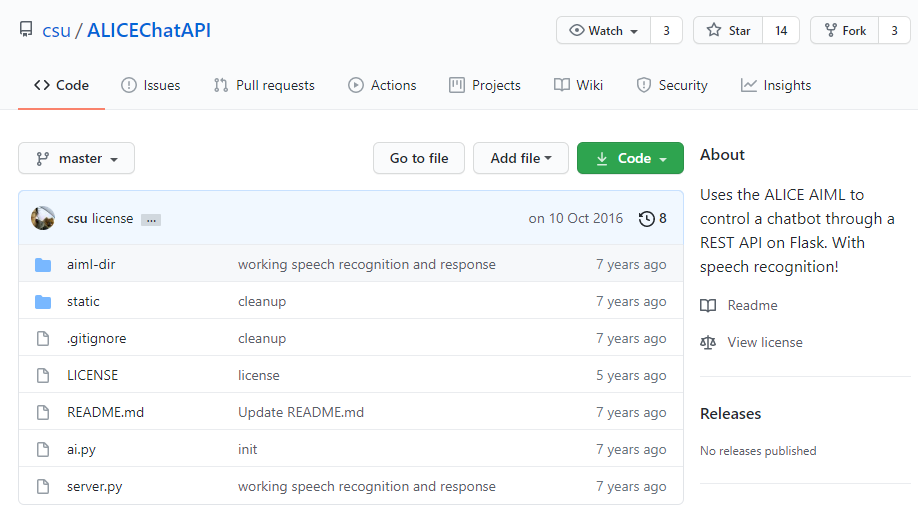 csu / ALICEChatAPI
Watch 3 Star 14 Fork 3
Code Issues Pull requests Actions Projects Wiki Security Insights
master Go to file Add file Code
csu license ... on 10 Oct 2016 8
aiml-dir working speech recognition and response 7 years ago
static cleanup 7 years ago
.gitignore cleanup 7 years ago
LICENSE license 5 years ago
README.md Update README.md 7 years ago
ai.py init 7 years ago
server.py working speech recognition and response 7 years ago
About
Uses the ALICE AIML to
control a chatbot through a
REST API on Flask. With
speech recognition!
Readme
View license
Releases
No releases published